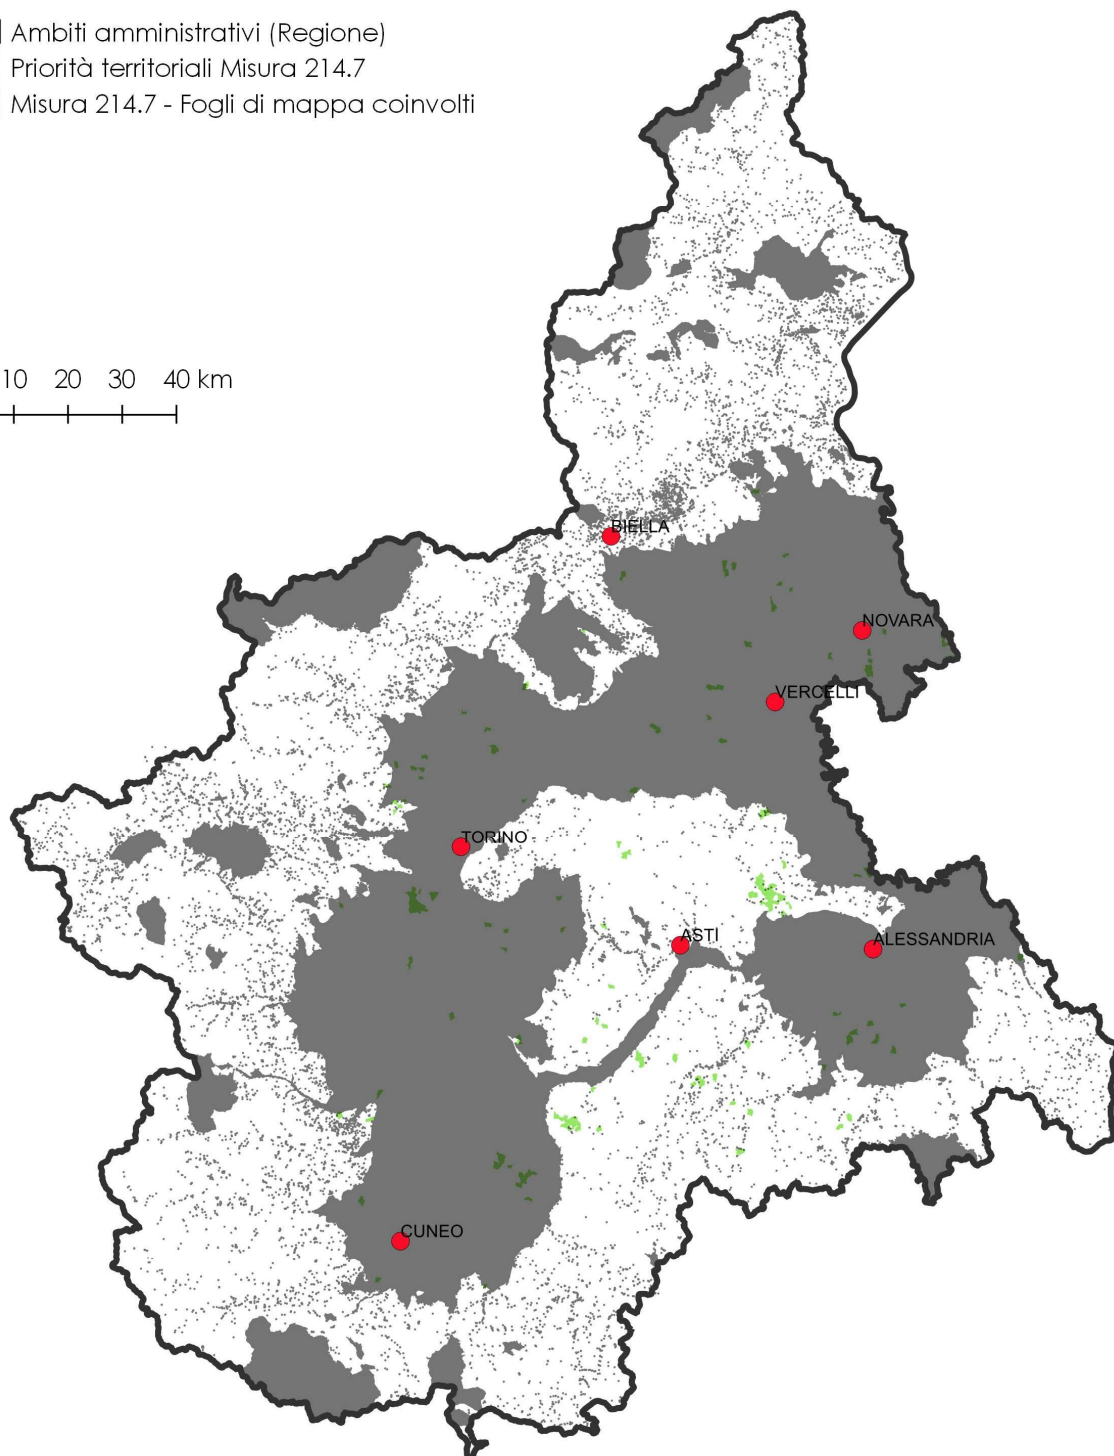 Ambiti amministrativi (Regione)
Priorità territoriali Misura 214.7
Misura 214.7 - Fogli di mappa coinvolti
10 20 30 40 km
BIELLA
NOVARA
VERCELLI
TORINO
ASTI
ALESSANDRIA
CUNEO